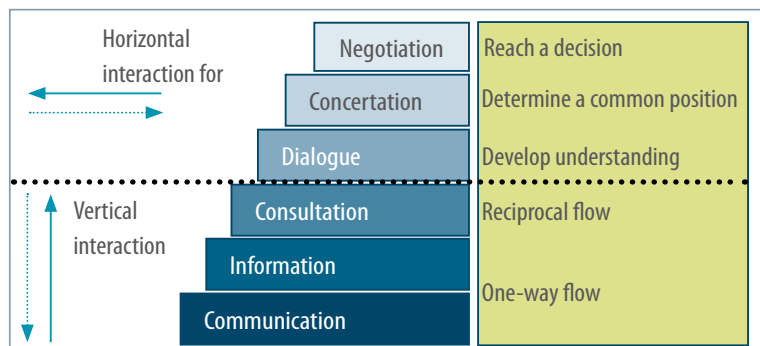 Horizontal
interaction for
Negotiation
Reach a decision
Concertation
Determine a common position
Dialogue
Develop understanding
Vertical
interaction
Consultation
Reciprocal flow
Information
One-way flow
Communication